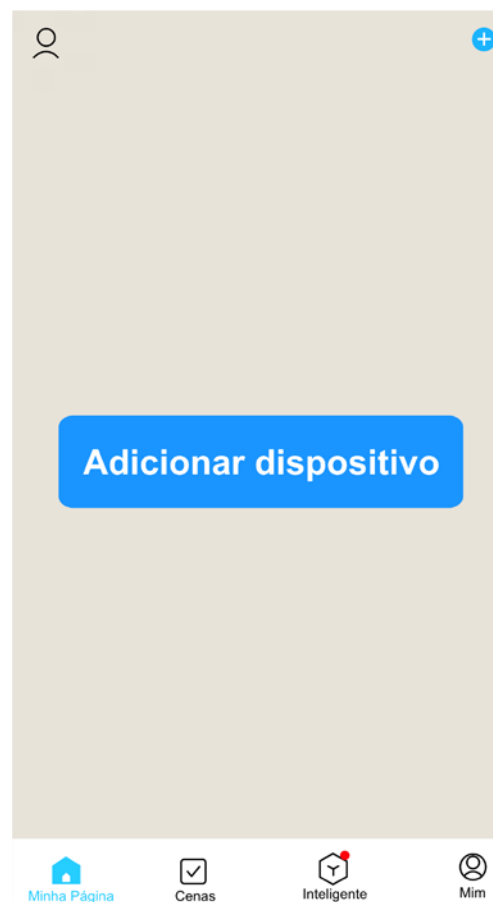 Adicionar dispositivo
Minha Página
Cenas
Inteligente
Mim